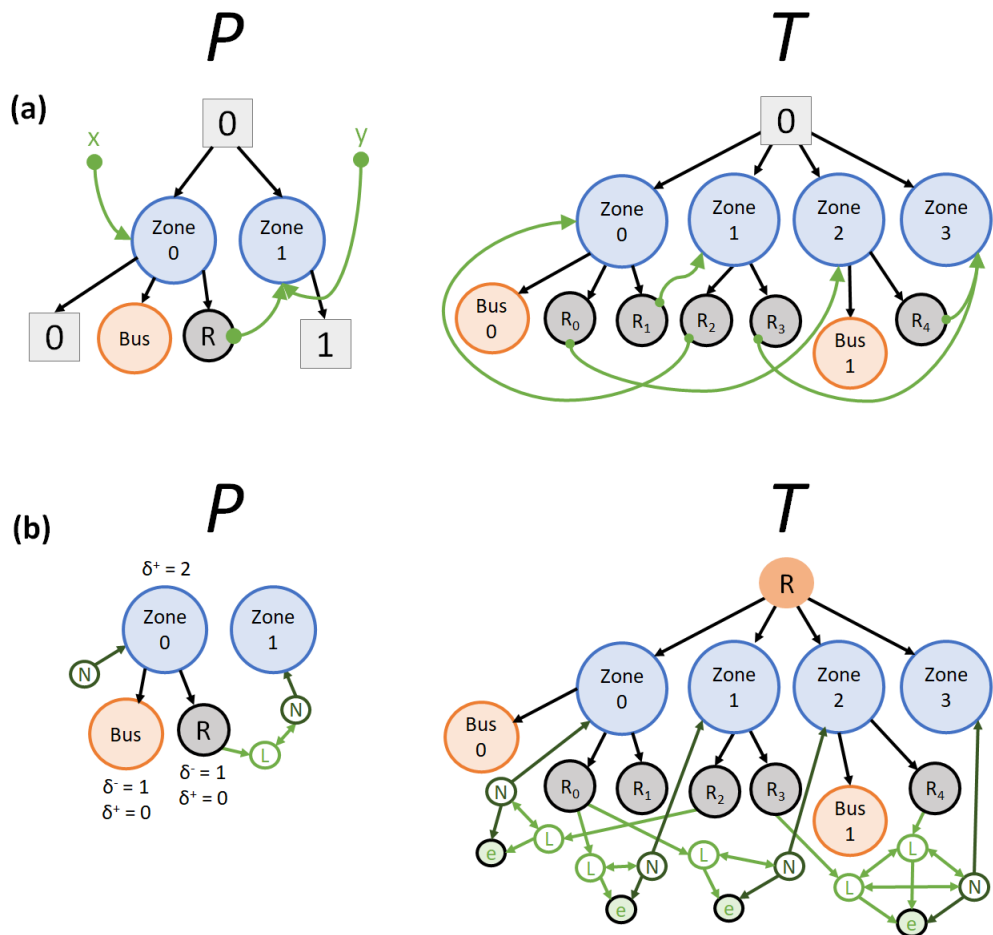 P
T
(a)
0
0
x
y
Zone
0
Zone
1
Zone
0
Zone
1
Zone
2
Zone
3
0
Bus
R
1
Bus
0
R₀
R₁
R₂
R₃
Bus
1
R₄
P
T
(b)
δ⁺ = 2
R
Zone
0
Zone
1
Zone
0
Zone
1
Zone
2
Zone
3
N
N
Bus
R
L
Bus
0
δ⁻ = 1
δ⁺ = 0
δ⁻ = 1
δ⁺ = 0
R₀
R₁
R₂
R₃
R₄
Bus
1
N
L
e
L
N
e
L
N
e
L
L
N
e